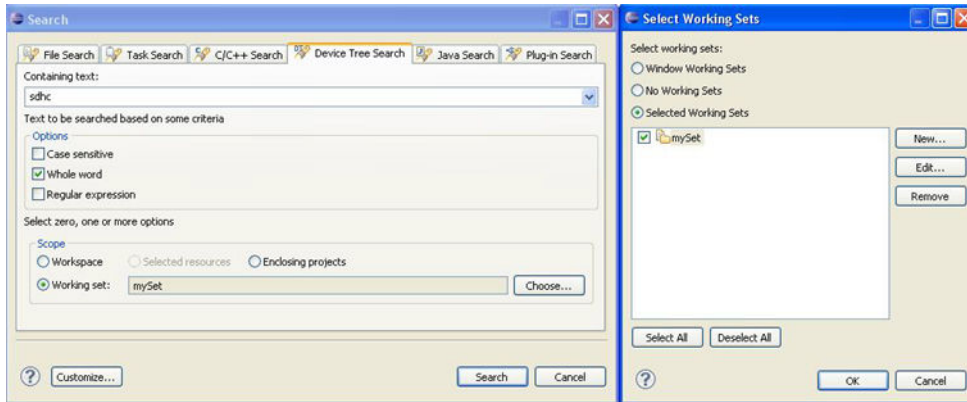 Search
File Search Task Search C/C++ Search Device Tree Search Java Search Plug-in Search
Containing text:
sdhc
Text to be searched based on some criteria
Options
Case sensitive
Whole word
Regular expression
Select zero, one or more options
Scope
Workspace Selected resources Enclosing projects
Working set: mySet Choose...
Customize... Search Cancel
Select Working Sets
Select working sets:
Window Working Sets
No Working Sets
Selected Working Sets
mySet New...
Edit...
Remove
Select All Deselect All
OK Cancel